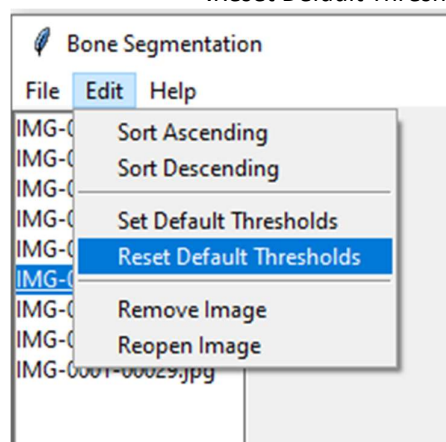 Reset Default Thresh
Bone Segmentation
File Edit Help
IMG-0
Sort Ascending
IMG-0
Sort Descending
IMG-0
IMG-0
Set Default Thresholds
IMG-0
Reset Default Thresholds
IMG-0
IMG-0
Remove Image
IMG-0
Reopen Image
IMG-0001-00029.jpg